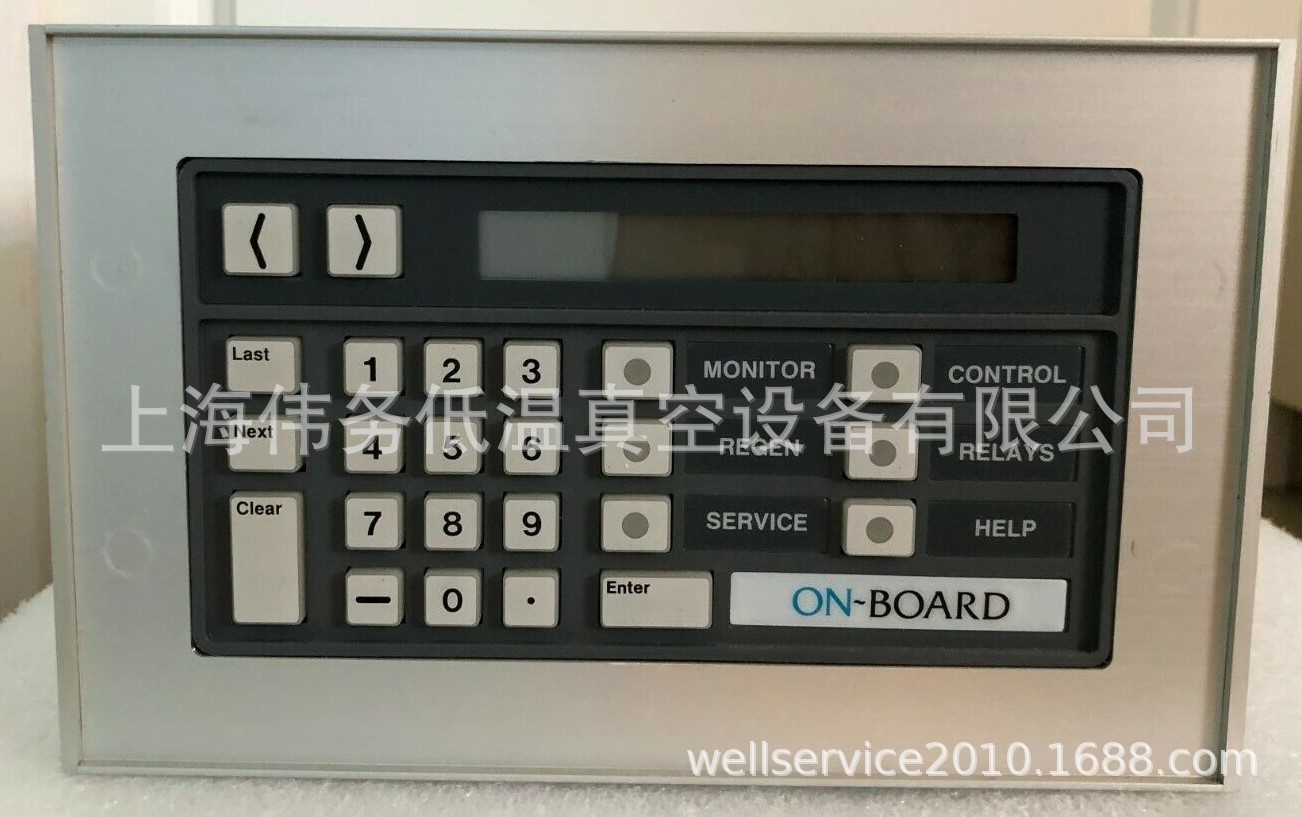 < >
Last 1 2 3 MONITOR CONTROL
上海伟务低温真空设备有限公司
Next 4 5 6 REGEN RELAYS
Clear 7 8 9 SERVICE HELP
— 0 . Enter ON~BOARD
wellservice2010.1688.com